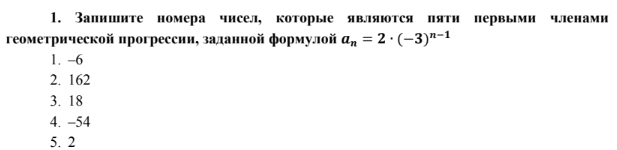 1. Запишите номера чисел, которые являются пяти первыми членами
геометрической прогрессии, заданной формулой aₙ = 2 · (−3)ⁿ⁻¹
1. –6
2. 162
3. 18
4. –54
5. 2